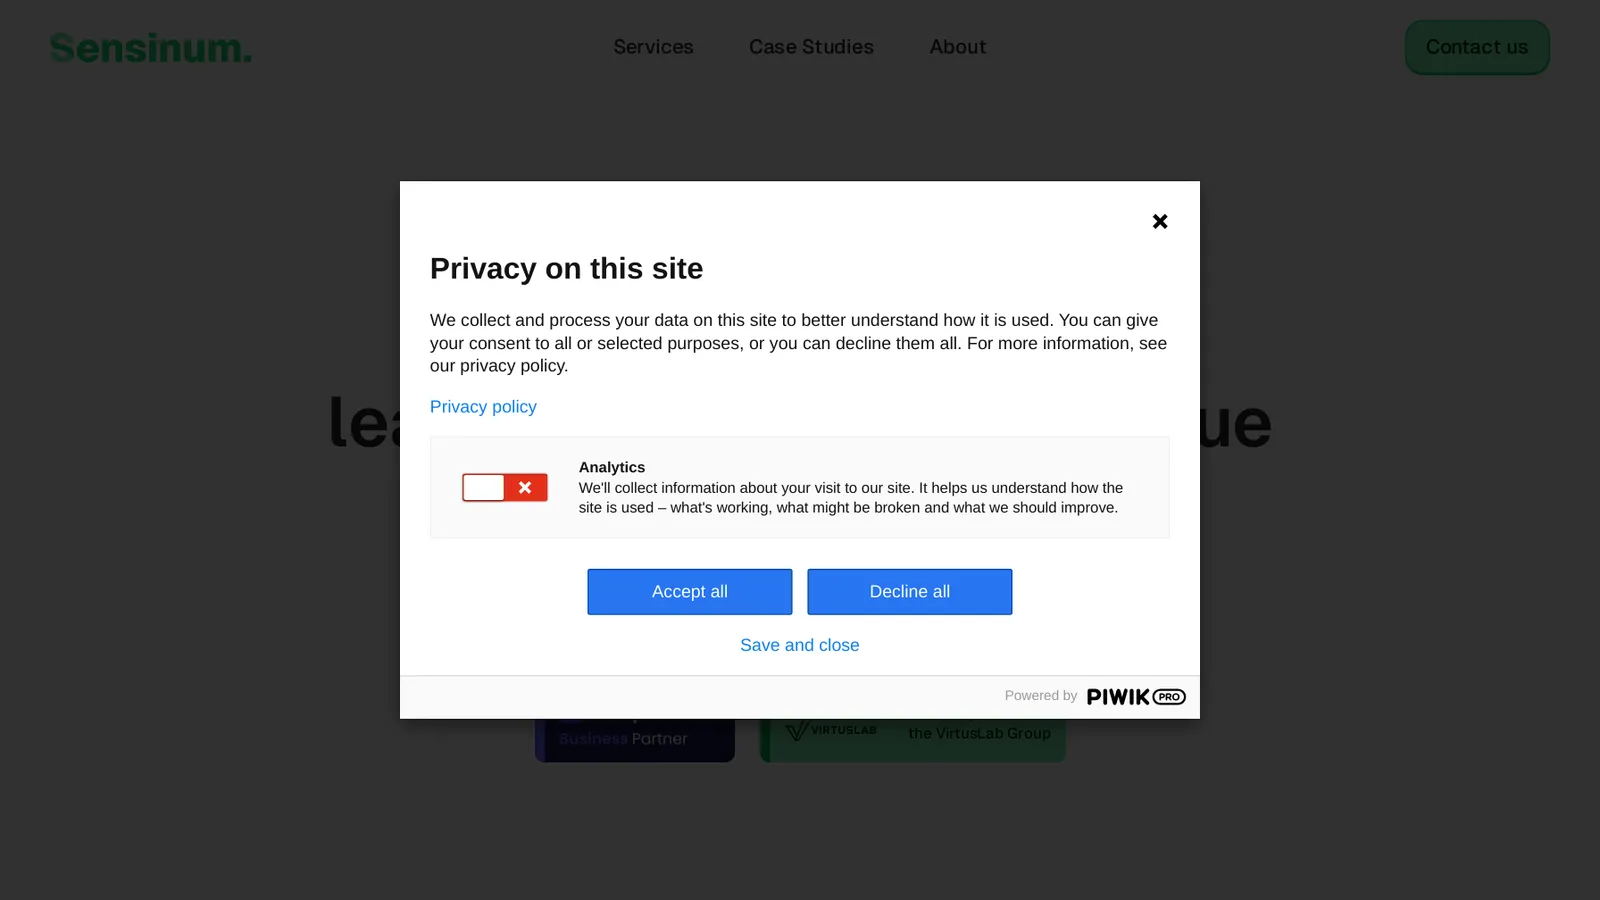 Sensinum.
Services
Case Studies
About
Contact us
Privacy on this site
We collect and process your data on this site to better understand how it is used. You can give
your consent to all or selected purposes, or you can decline them all. For more information, see
our privacy policy.
Privacy policy
Analytics
We'll collect information about your visit to our site. It helps us understand how the
site is used – what's working, what might be broken and what we should improve.
Accept all
Decline all
Save and close
Powered by PIWIK PRO
Business Partner
VIRTUSLAB
the VirtusLab Group